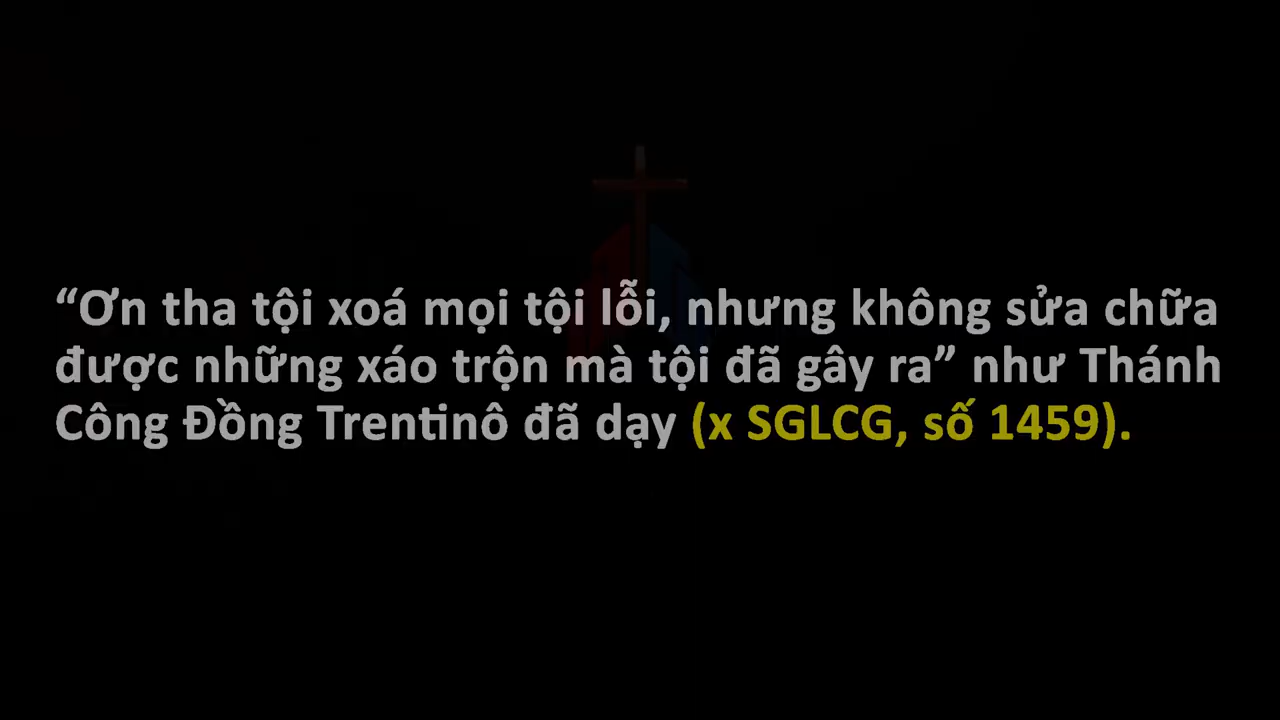 “Ơn tha tội xoá mọi tội lỗi, nhưng không sửa chữa
được những xáo trộn mà tội đã gây ra” như Thánh
Công Đồng Trentinô đã dạy (x SGLCG, số 1459).